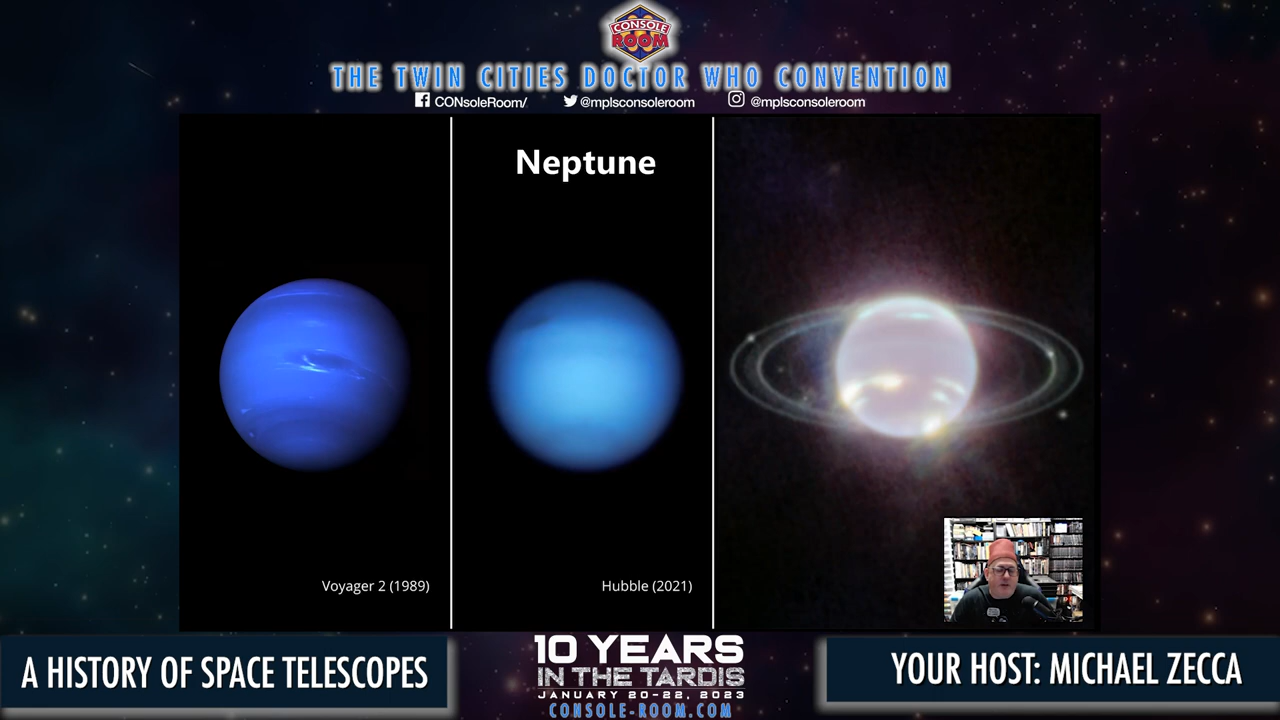 CONSOLE
ROOM
THE TWIN CITIES DOCTOR WHO CONVENTION
CONsoleRoom/ @mplsconsoleroom @mplsconsoleroom
Neptune
Voyager 2 (1989)
Hubble (2021)
A HISTORY OF SPACE TELESCOPES
10 YEARS
IN THE TARDIS
JANUARY 20-22, 2023
CONSOLE-ROOM.COM
YOUR HOST: MICHAEL ZECCA